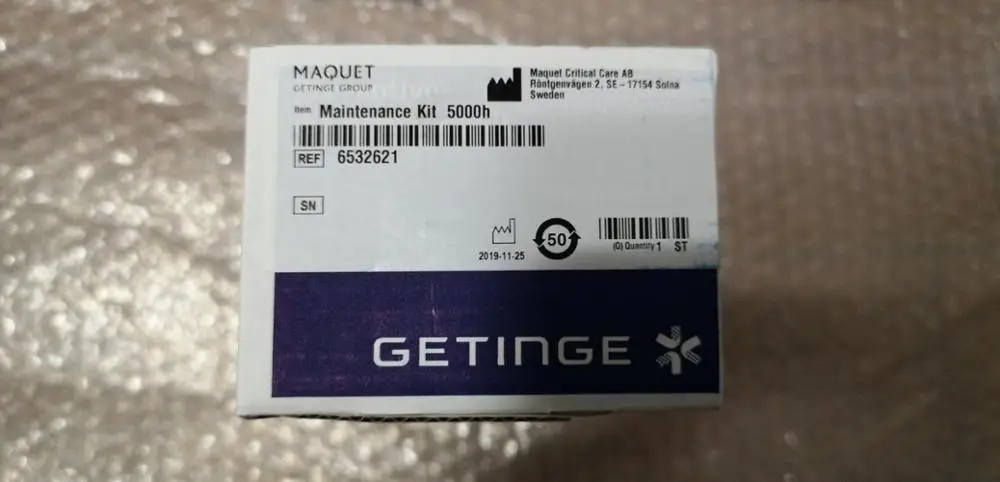 MAQUET
GETINGE GROUP
Maquet Critical Care AB
Röntgenvägen 2, SE – 17154 Solna
Sweden
Item Maintenance Kit 5000h
REF 6532621
SN
2019-11-25
50
(Q) Quantity 1 ST
GETINGE